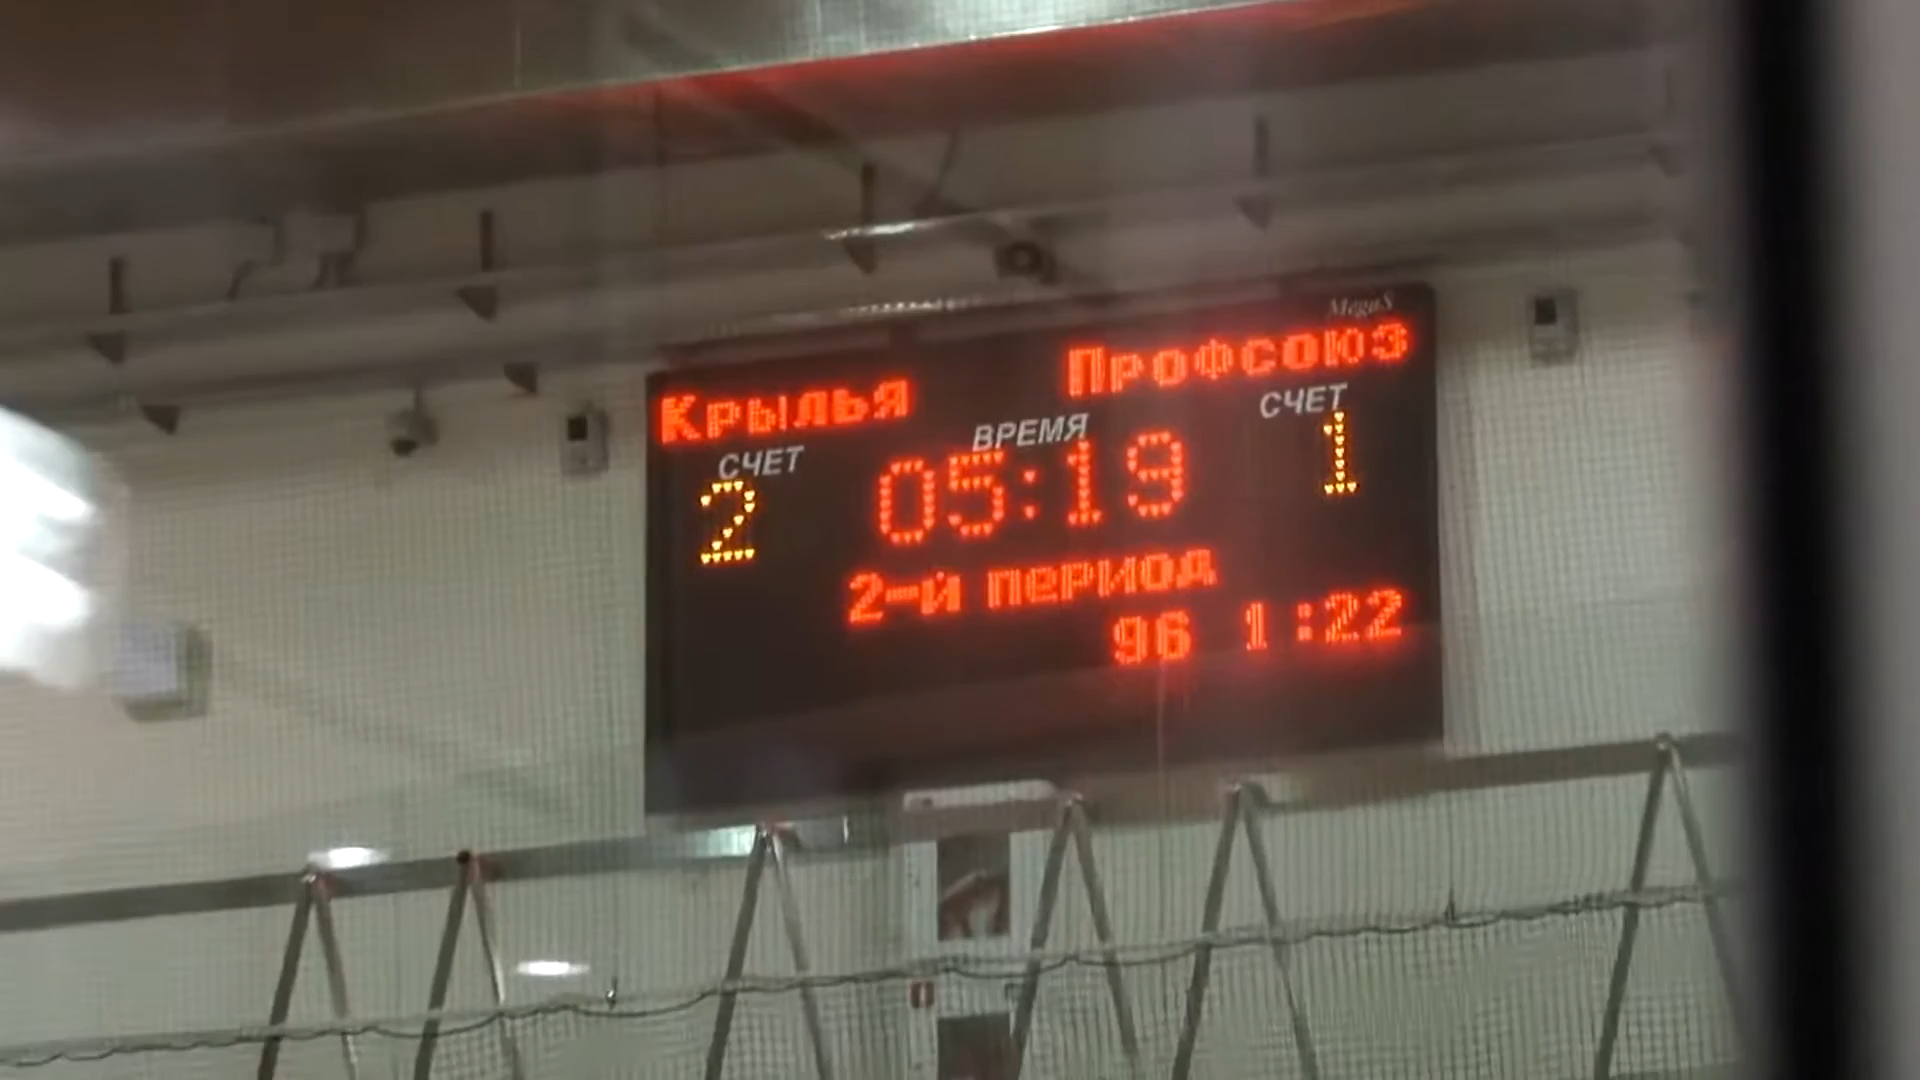 MegaS
Крылья Профсоюз
СЧЕТ ВРЕМЯ СЧЕТ
2 05:19 1
2-й период
96 1:22